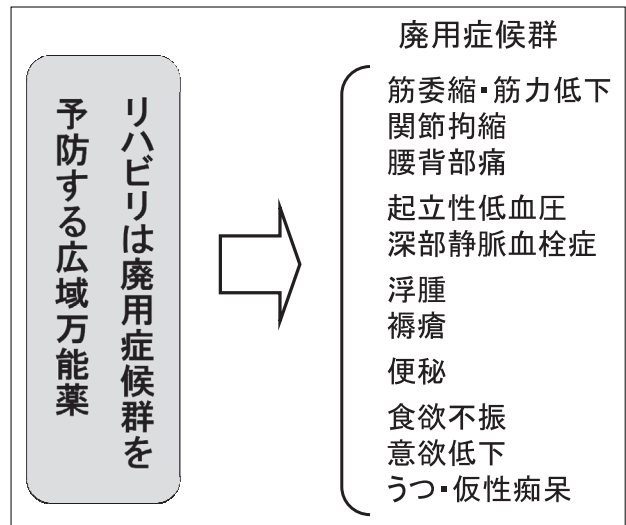 リハビリは廃用症候群を
予防する広域万能薬
廃用症候群
筋委縮・筋力低下
関節拘縮
腰背部痛
起立性低血圧
深部静脈血栓症
浮腫
褥瘡
便秘
食欲不振
意欲低下
うつ・仮性痴呆